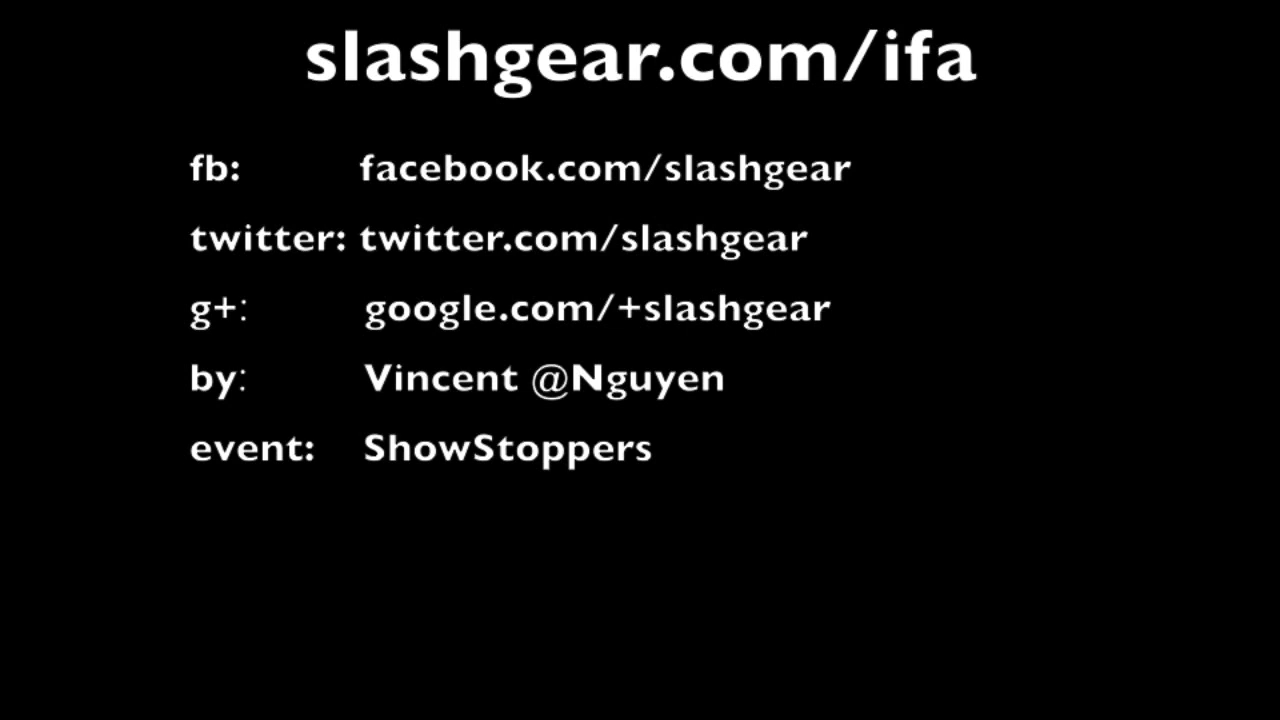 slashgear.com/ifa
fb: facebook.com/slashgear
twitter: twitter.com/slashgear
g+: google.com/+slashgear
by: Vincent @Nguyen
event: ShowStoppers